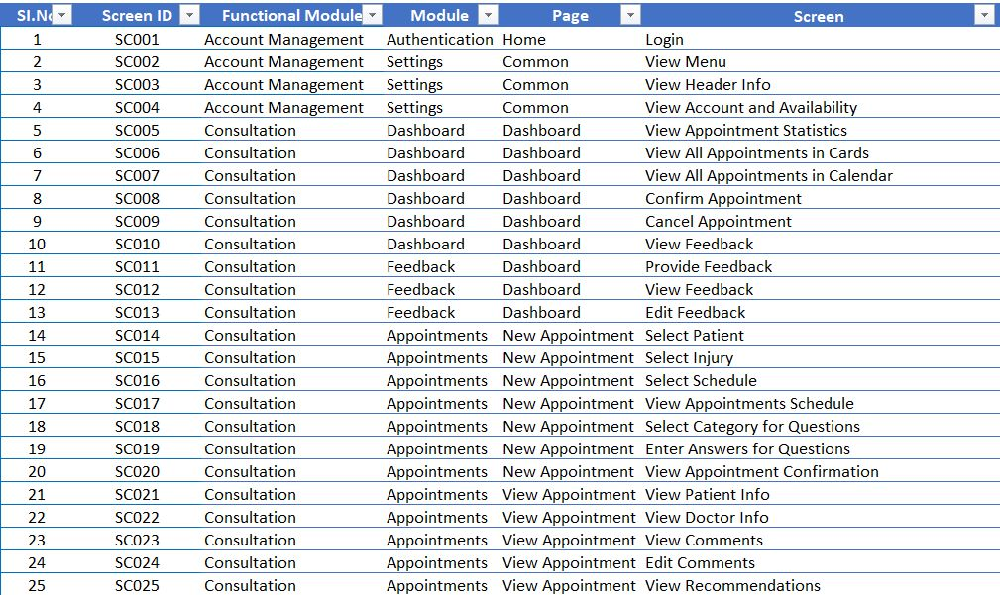 SI.No Screen ID Functional Module Module Page Screen
1 SC001 Account Management Authentication Home Login
2 SC002 Account Management Settings Common View Menu
3 SC003 Account Management Settings Common View Header Info
4 SC004 Account Management Settings Common View Account and Availability
5 SC005 Consultation Dashboard Dashboard View Appointment Statistics
6 SC006 Consultation Dashboard Dashboard View All Appointments in Cards
7 SC007 Consultation Dashboard Dashboard View All Appointments in Calendar
8 SC008 Consultation Dashboard Dashboard Confirm Appointment
9 SC009 Consultation Dashboard Dashboard Cancel Appointment
10 SC010 Consultation Dashboard Dashboard View Feedback
11 SC011 Consultation Feedback Dashboard Provide Feedback
12 SC012 Consultation Feedback Dashboard View Feedback
13 SC013 Consultation Feedback Dashboard Edit Feedback
14 SC014 Consultation Appointments New Appointment Select Patient
15 SC015 Consultation Appointments New Appointment Select Injury
16 SC016 Consultation Appointments New Appointment Select Schedule
17 SC017 Consultation Appointments New Appointment View Appointments Schedule
18 SC018 Consultation Appointments New Appointment Select Category for Questions
19 SC019 Consultation Appointments New Appointment Enter Answers for Questions
20 SC020 Consultation Appointments New Appointment View Appointment Confirmation
21 SC021 Consultation Appointments View Appointment View Patient Info
22 SC022 Consultation Appointments View Appointment View Doctor Info
23 SC023 Consultation Appointments View Appointment View Comments
24 SC024 Consultation Appointments View Appointment Edit Comments
25 SC025 Consultation Appointments View Appointment View Recommendations